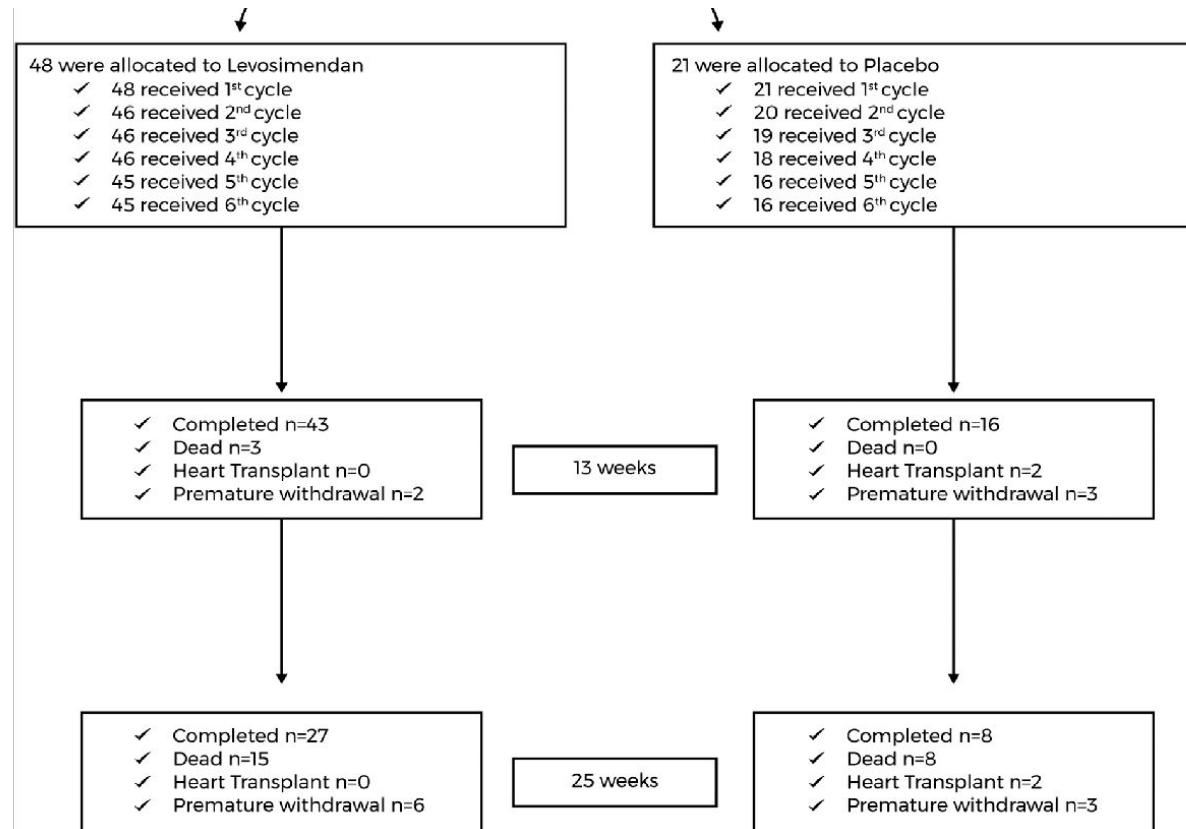 48 were allocated to Levosimendan
✓ 48 received 1st cycle
✓ 46 received 2nd cycle
✓ 46 received 3rd cycle
✓ 46 received 4th cycle
✓ 45 received 5th cycle
✓ 45 received 6th cycle
21 were allocated to Placebo
✓ 21 received 1st cycle
✓ 20 received 2nd cycle
✓ 19 received 3rd cycle
✓ 18 received 4th cycle
✓ 16 received 5th cycle
✓ 16 received 6th cycle
✓ Completed n=43
✓ Dead n=3
✓ Heart Transplant n=0
✓ Premature withdrawal n=2
13 weeks
✓ Completed n=16
✓ Dead n=0
✓ Heart Transplant n=2
✓ Premature withdrawal n=3
✓ Completed n=27
✓ Dead n=15
✓ Heart Transplant n=0
✓ Premature withdrawal n=6
25 weeks
✓ Completed n=8
✓ Dead n=8
✓ Heart Transplant n=2
✓ Premature withdrawal n=3